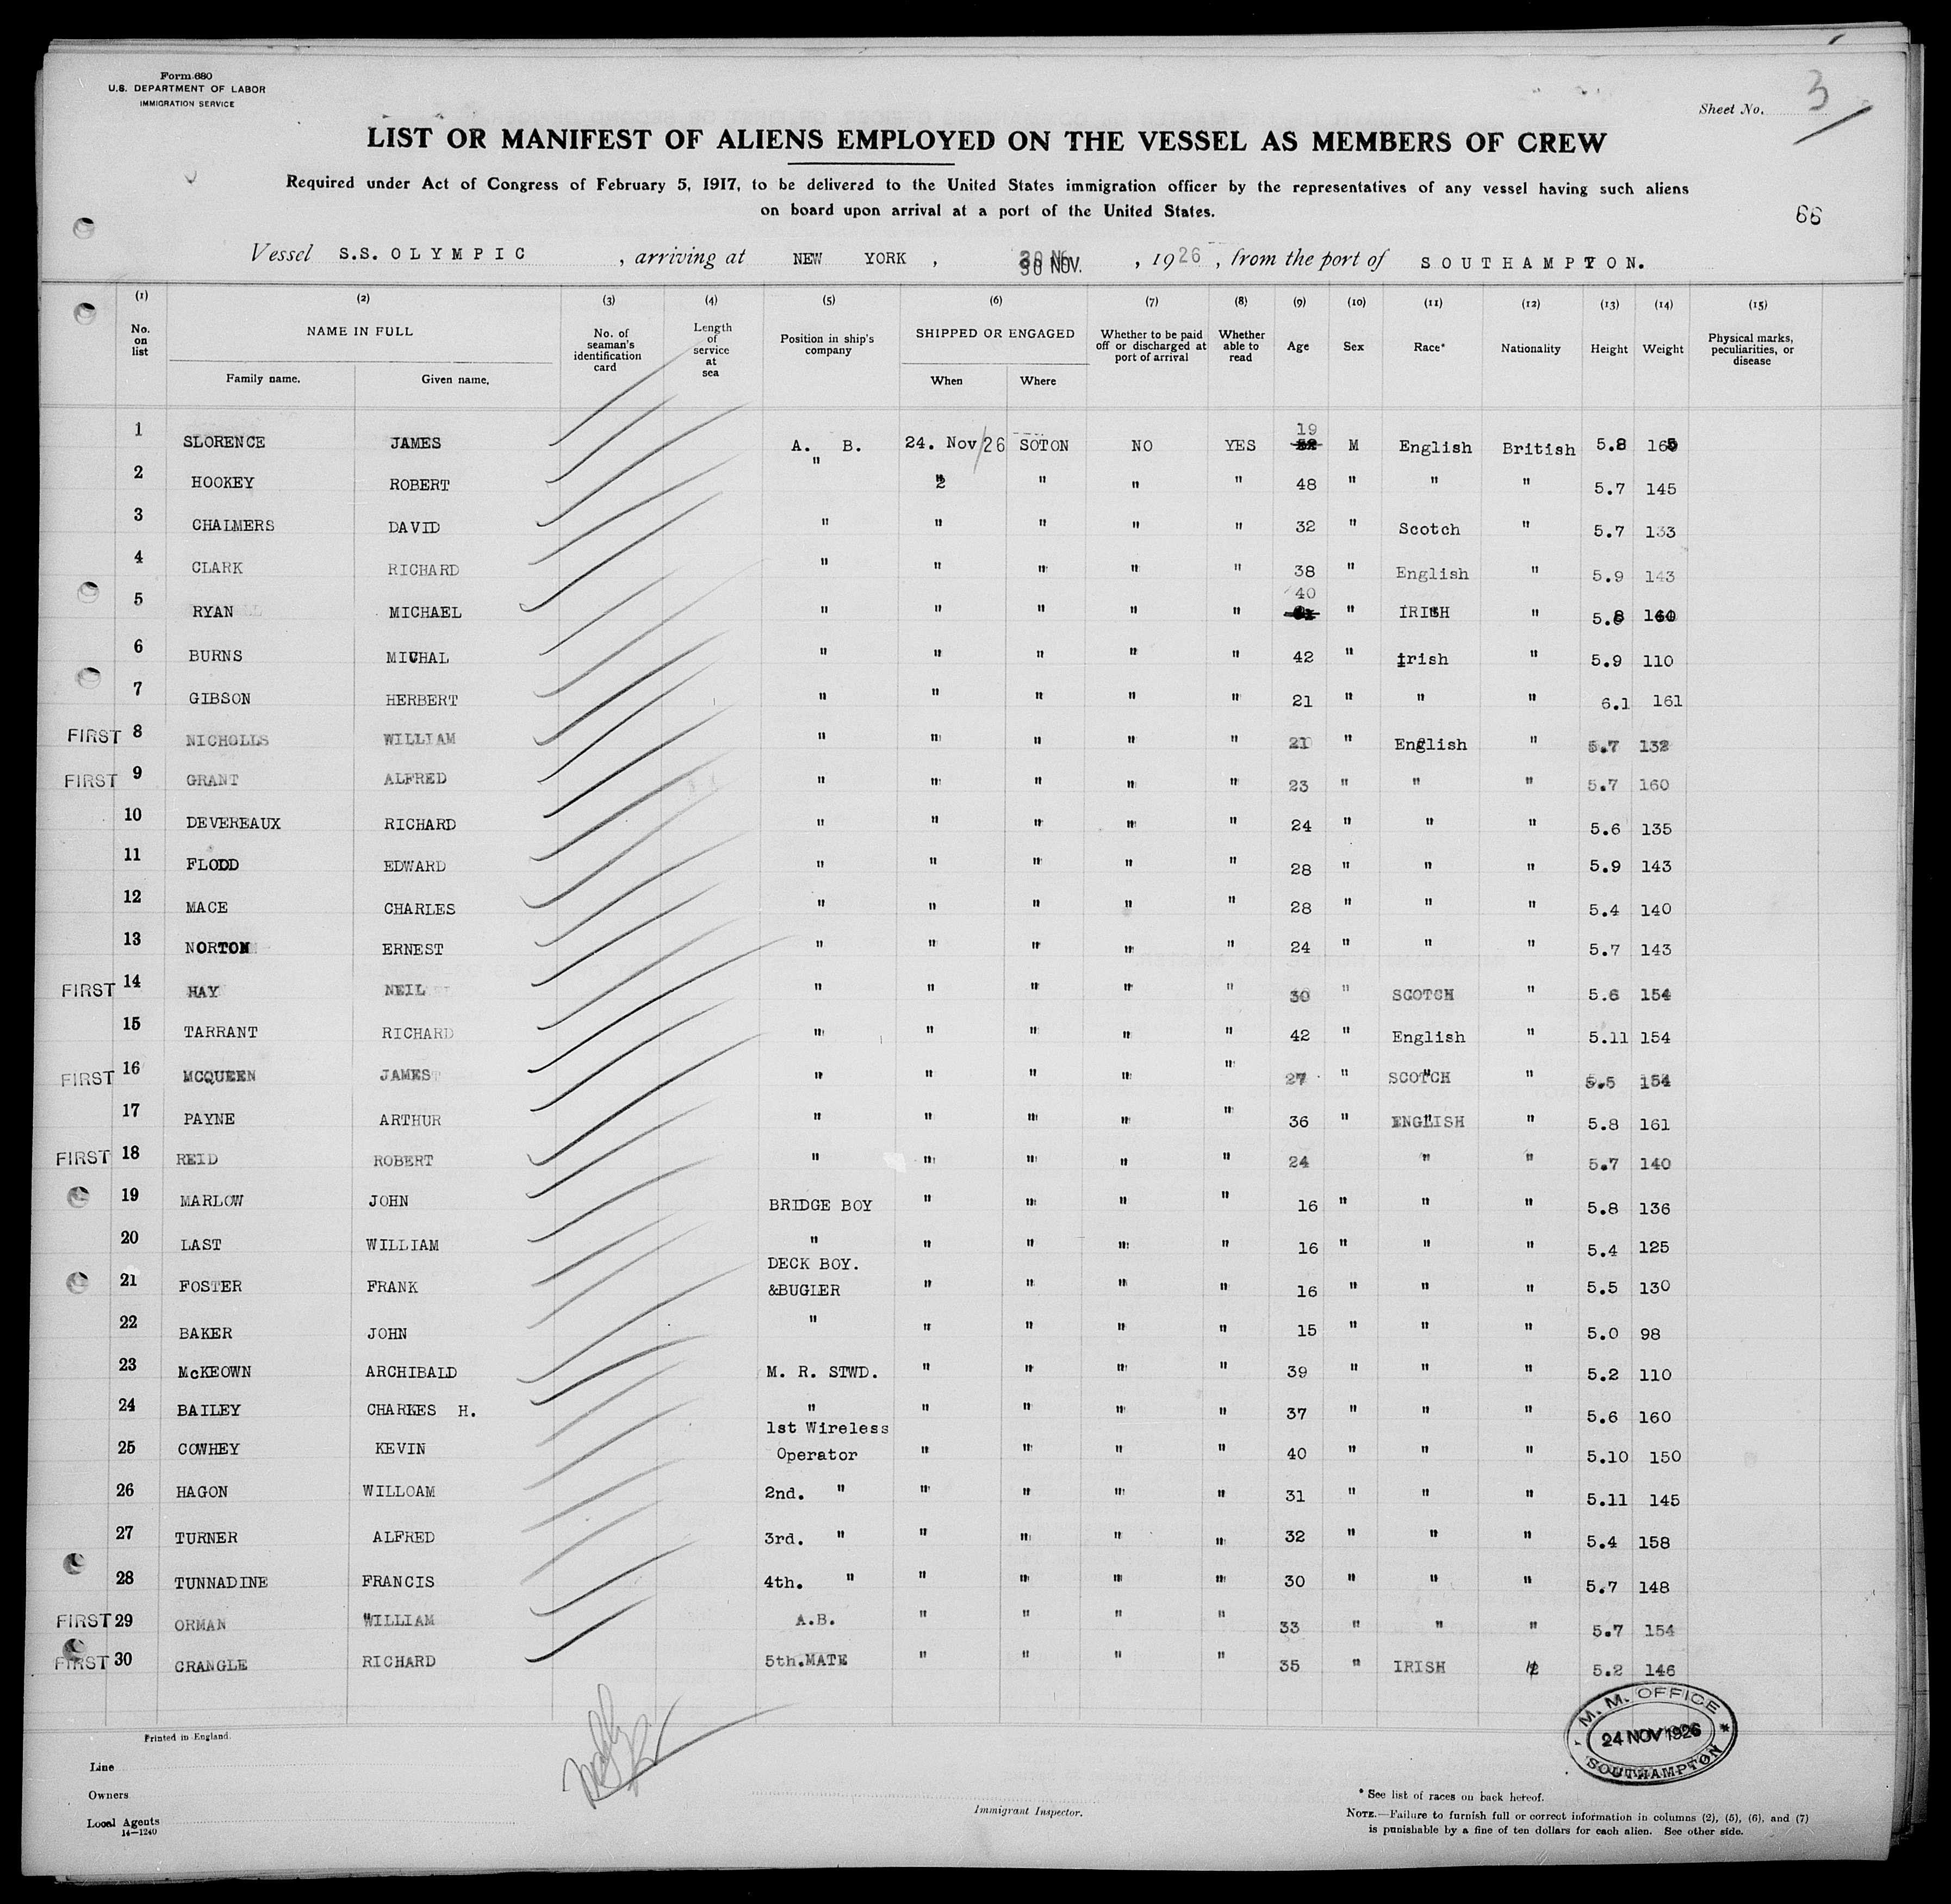 Form 680
U.S. DEPARTMENT OF LABOR
IMMIGRATION SERVICE
Sheet No. 3
LIST OR MANIFEST OF ALIENS EMPLOYED ON THE VESSEL AS MEMBERS OF CREW
Required under Act of Congress of February 5, 1917, to be delivered to the United States immigration officer by the representatives of any vessel having such aliens
on board upon arrival at a port of the United States.
66
Vessel S.S. OLYMPIC , arriving at NEW YORK , 30 NOV. , 1926 , from the port of SOUTHAMPTON.
(1) (2) (3) (4) (5) (6) (7) (8) (9) (10) (11) (12) (13) (14) (15)
No. on list NAME IN FULL Family name. Given name. No. of seaman's identification card Length of service at sea Position in ship's company SHIPPED OR ENGAGED When Where Whether to be paid off or discharged at port of arrival Whether able to read Age Sex Race* Nationality Height Weight Physical marks, peculiarities, or disease
1 SLORENCE JAMES A. B. 24. Nov/26 SOTON NO YES 19 M English British 5.8 165
2 HOOKEY ROBERT " " " " " 48 " " " 5.7 145
3 CHALMERS DAVID " " " " " 32 " Scotch " 5.7 133
4 CLARK RICHARD " " " " " 38 " English " 5.9 143
5 RYAN MICHAEL " " " " " 40 " IRISH " 5.8 160
6 BURNS MICHAL " " " " " 42 " Irish " 5.9 110
7 GIBSON HERBERT " " " " " 21 " " " 6.1 161
FIRST 8 NICHOLLS WILLIAM " " " " " 21 " English " 5.7 132
FIRST 9 GRANT ALFRED " " " " " 23 " " " 5.7 160
10 DEVEREAUX RICHARD " " " " " 24 " " " 5.6 135
11 FLODD EDWARD " " " " " 28 " " " 5.9 143
12 MACE CHARLES " " " " " 28 " " " 5.4 140
13 NORTON ERNEST " " " " " 24 " " " 5.7 143
FIRST 14 HAY NEIL " " " " " 30 " SCOTCH " 5.6 154
15 TARRANT RICHARD " " " " " 42 " English " 5.11 154
FIRST 16 MCQUEEN JAMES " " " " " 27 " SCOTCH " 5.5 154
17 PAYNE ARTHUR " " " " " 36 " ENGLISH " 5.8 161
FIRST 18 REID ROBERT " " " " " 24 " " 5.7 140
19 MARLOW JOHN BRIDGE BOY " " " " 16 " " " 5.8 136
20 LAST WILLIAM " " " " " 16 " " " 5.4 125
21 FOSTER FRANK DECK BOY. &BUGLER " " " " 16 " " " 5.5 130
22 BAKER JOHN " " " " " 15 " " " 5.0 98
23 McKEOWN ARCHIBALD M. R. STWD. " " " " 39 " " " 5.2 110
24 BAILEY CHARLES H. " " " " " 37 " " " 5.6 160
25 COWHEY KEVIN 1st Wireless Operator " " " " 40 " " " 5.10 150
26 HAGON WILLOAM 2nd. " " " " " 31 " " " 5.11 145
27 TURNER ALFRED 3rd. " " " " " 32 " " " 5.4 158
28 TUNNADINE FRANCIS 4th. " " " " " 30 " " " 5.7 148
FIRST 29 ORMAN WILLIAM A.B. " " " " 33 " " " 5.7 154
FIRST 30 CRANGLE RICHARD 5th.MATE " " " " 35 " IRISH 5.2 146
M. M. OFFICE
24 NOV 1926
SOUTHAMPTON
Printed in England.
Line
Owners
Local Agents
14—1240
Immigrant Inspector.
* See list of races on back hereof.
NOTE.—Failure to furnish full or correct information in columns (2), (5), (6), and (7)
is punishable by a fine of ten dollars for each alien. See other side.